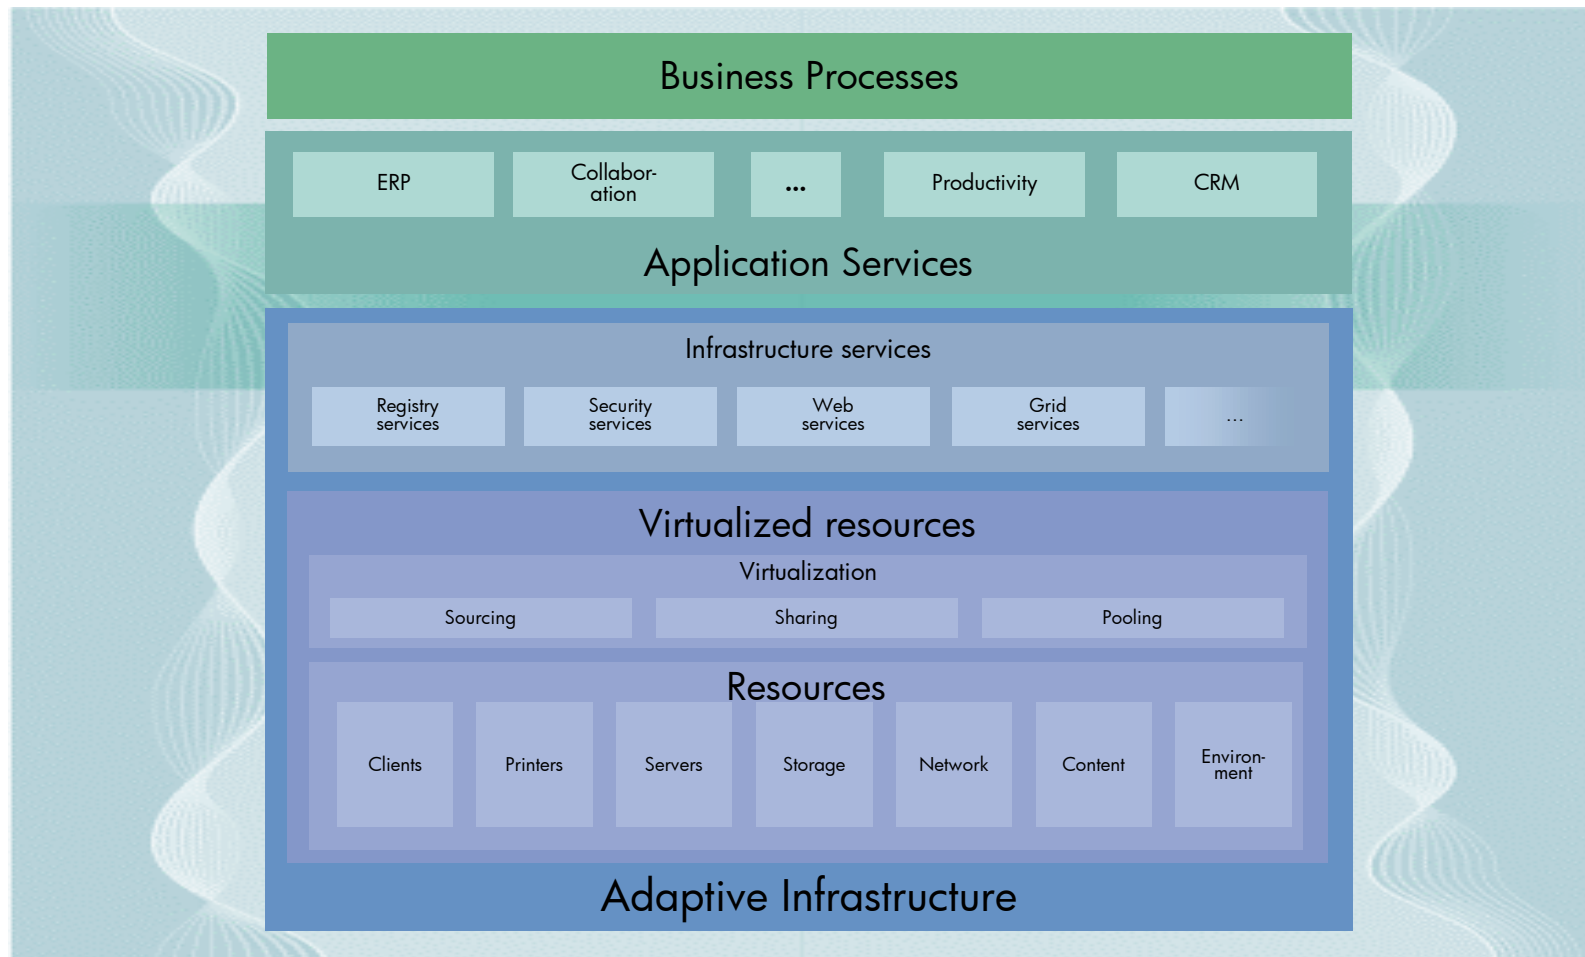 Business Processes
ERP
Collabor-
ation
...
Productivity
CRM
Application Services
Infrastructure services
Registry
services
Security
services
Web
services
Grid
services
...
Virtualized resources
Virtualization
Sourcing
Sharing
Pooling
Resources
Clients
Printers
Servers
Storage
Network
Content
Environ-
ment
Adaptive Infrastructure